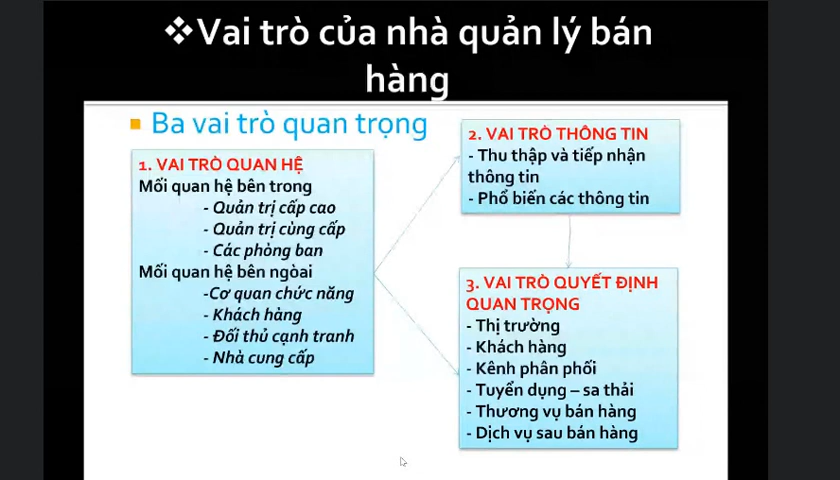 ❖Vai trò của nhà quản lý bán
hàng
▪ Ba vai trò quan trọng
1. VAI TRÒ QUAN HỆ
Mối quan hệ bên trong
- Quản trị cấp cao
- Quản trị cùng cấp
- Các phòng ban
Mối quan hệ bên ngoài
-Cơ quan chức năng
- Khách hàng
- Đối thủ cạnh tranh
- Nhà cung cấp
2. VAI TRÒ THÔNG TIN
- Thu thập và tiếp nhận
thông tin
- Phổ biến các thông tin
3. VAI TRÒ QUYẾT ĐỊNH
QUAN TRỌNG
- Thị trường
- Khách hàng
- Kênh phân phối
- Tuyển dụng – sa thải
- Thương vụ bán hàng
- Dịch vụ sau bán hàng